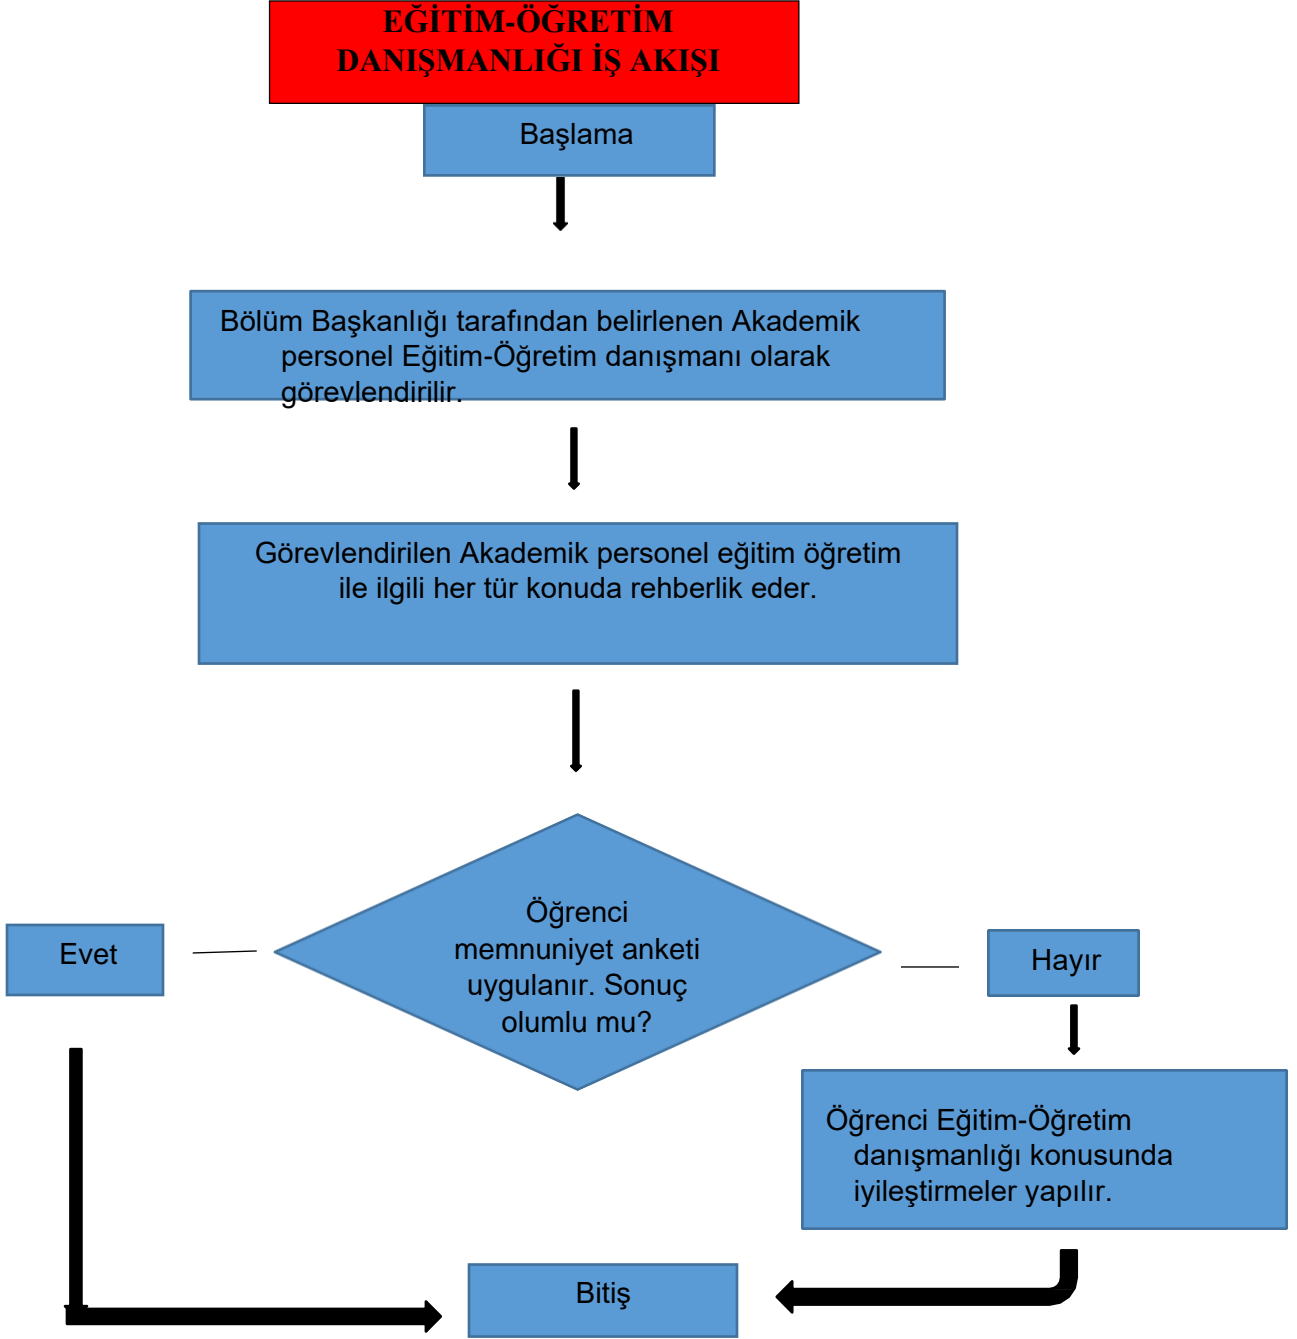 EĞİTİM-ÖĞRETİM
DANIŞMANLIĞI İŞ AKIŞI
Başlama
Bölüm Başkanlığı tarafından belirlenen Akademik
personel Eğitim-Öğretim danışmanı olarak
görevlendirilir.
Görevlendirilen Akademik personel eğitim öğretim
ile ilgili her tür konuda rehberlik eder.
Öğrenci
memnuniyet anketi
uygulanır. Sonuç
olumlu mu?
Evet
Hayır
Öğrenci Eğitim-Öğretim
danışmanlığı konusunda
iyileştirmeler yapılır.
Bitiş